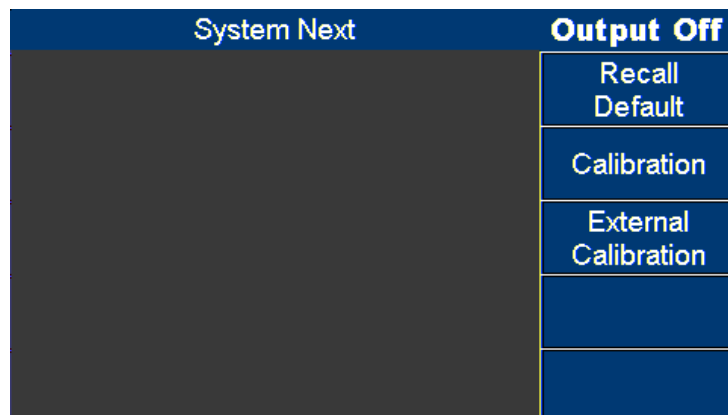 System Next
Output Off
Recall
Default
Calibration
External
Calibration